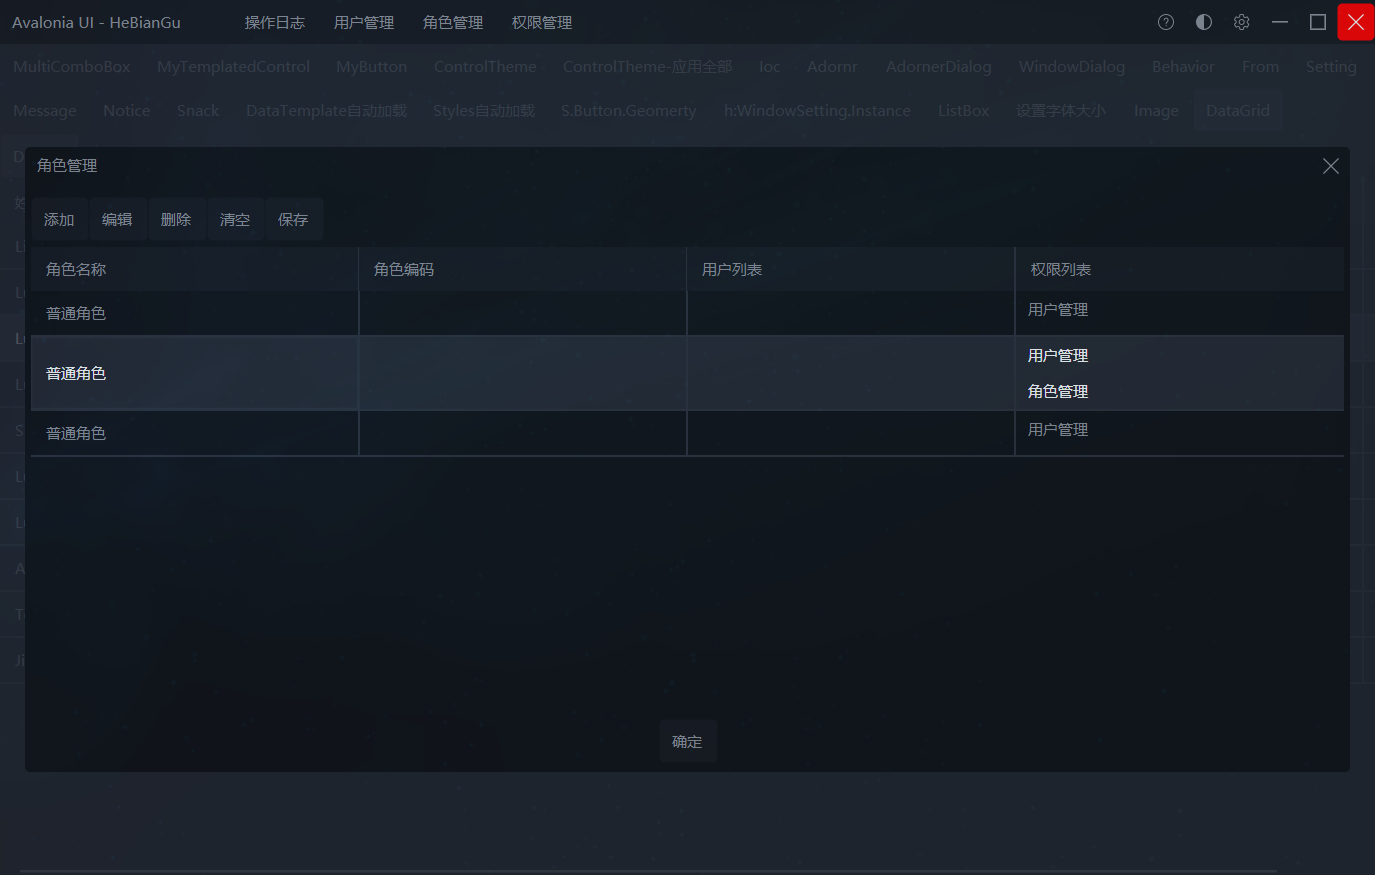 Avalonia UI - HeBianGu 操作日志 用户管理 角色管理 权限管理
MultiComboBox MyTemplatedControl MyButton ControlTheme ControlTheme-应用全部 Ioc Adornr AdornerDialog WindowDialog Behavior From Setting
Message Notice Snack DataTemplate自动加载 Styles自动加载 S.Button.Geomerty h:WindowSetting.Instance ListBox 设置字体大小 Image DataGrid
角色管理
添加 编辑 删除 清空 保存
角色名称 角色编码 用户列表 权限列表
普通角色 用户管理
用户管理
普通角色
角色管理
普通角色 用户管理
确定